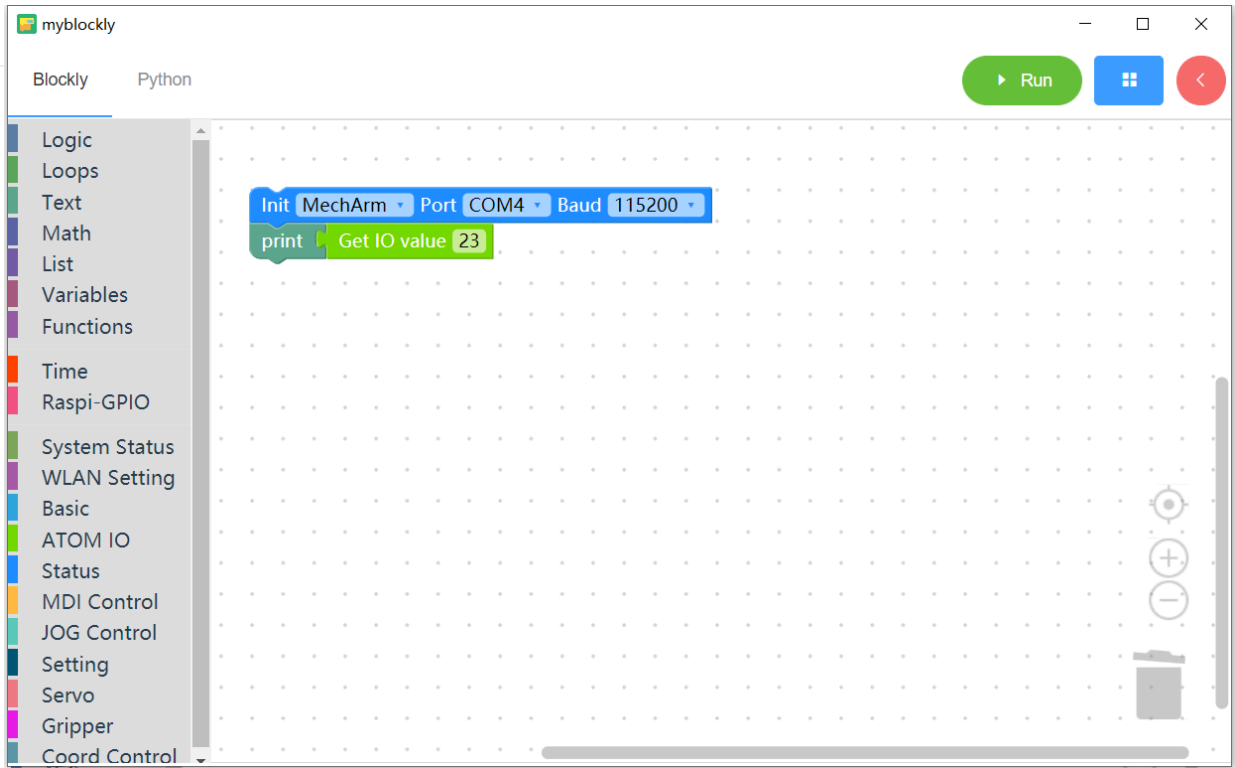 myblockly
Blockly Python
Run
Logic
Loops
Text
Math
List
Variables
Functions
Time
Raspi-GPIO
System Status
WLAN Setting
Basic
ATOM IO
Status
MDI Control
JOG Control
Setting
Servo
Gripper
Coord Control
Init MechArm Port COM4 Baud 115200
print Get IO value 23